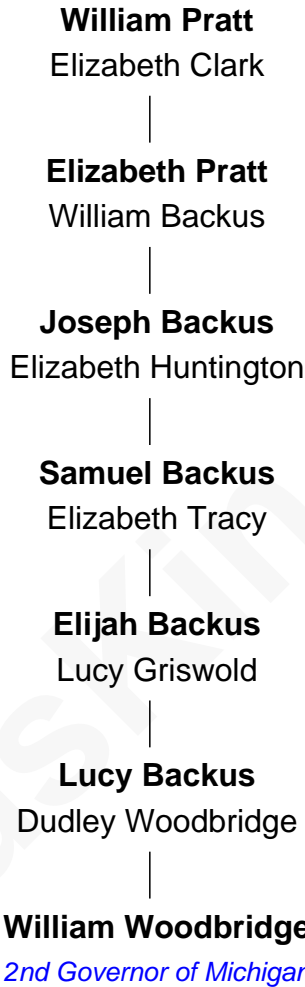 William Pratt
Elizabeth Clark
Elizabeth Pratt
William Backus
Joseph Backus
Elizabeth Huntington
Samuel Backus
Elizabeth Tracy
Elijah Backus
Lucy Griswold
Lucy Backus
Dudley Woodbridge
William Woodbridge
2nd Governor of Michigan